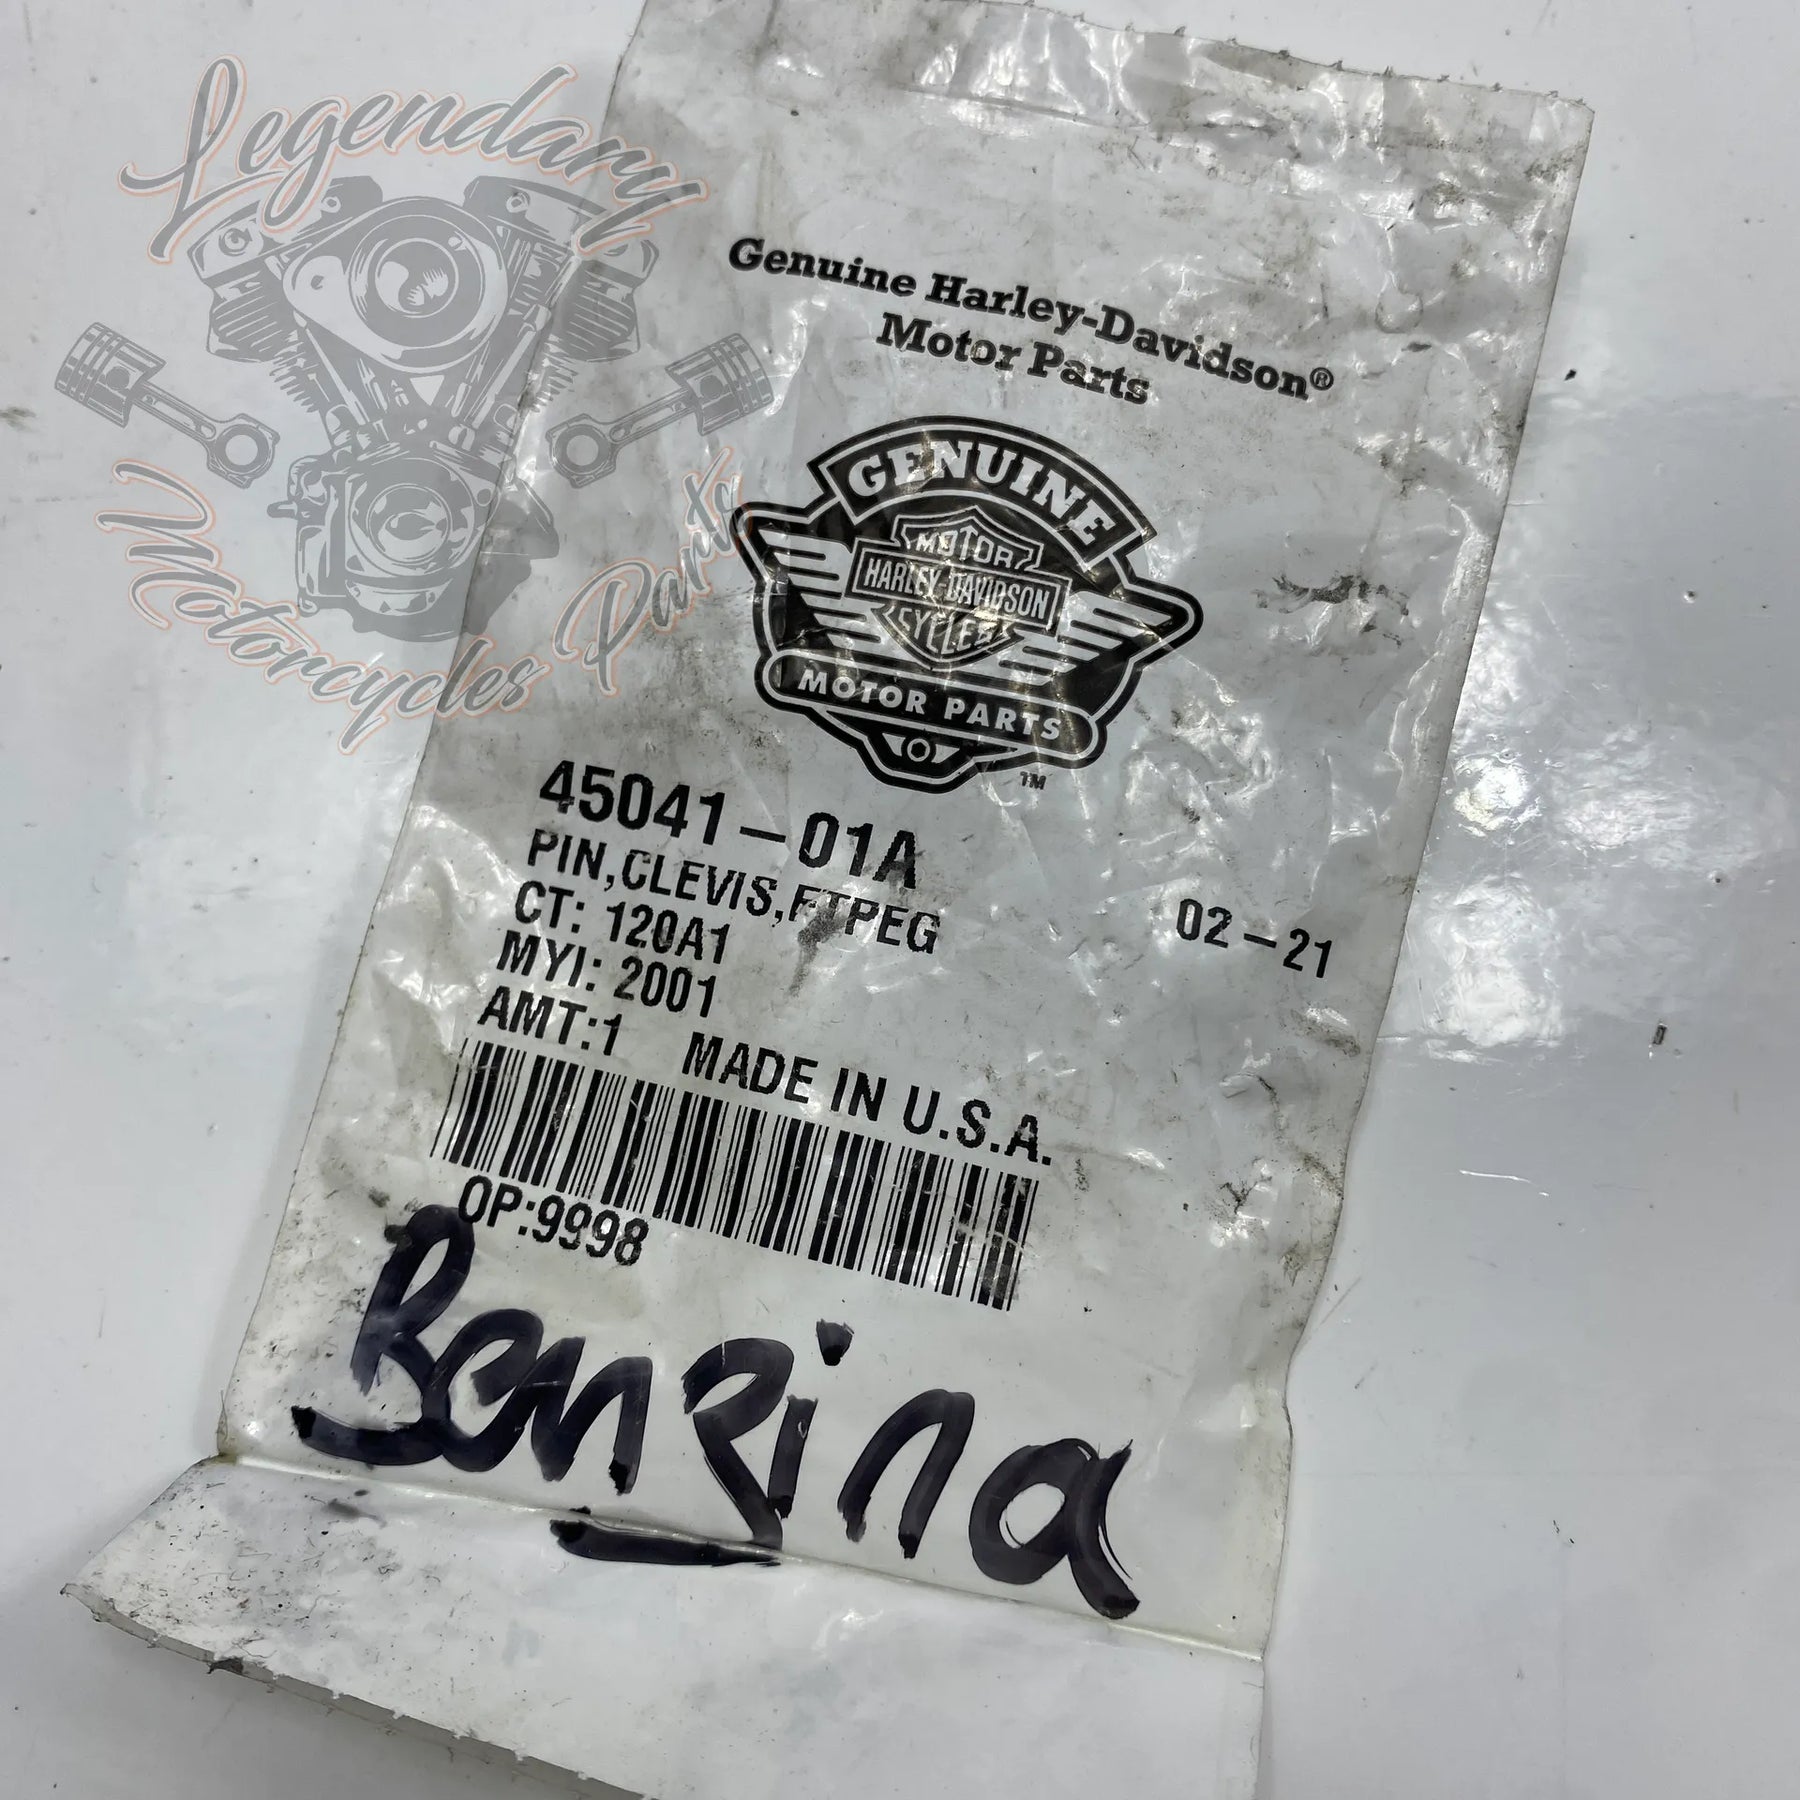 Legendary
Motorcycles Parts
Genuine Harley-Davidson®
Motor Parts
GENUINE
MOTOR
HARLEY-DAVIDSON
CYCLES
MOTOR PARTS
TM
45041-01A
PIN,CLEVIS,FTPEG 02-21
CT: 120A1
MYI: 2001
AMT:1 MADE IN U.S.A.
OP:9998
Benzina